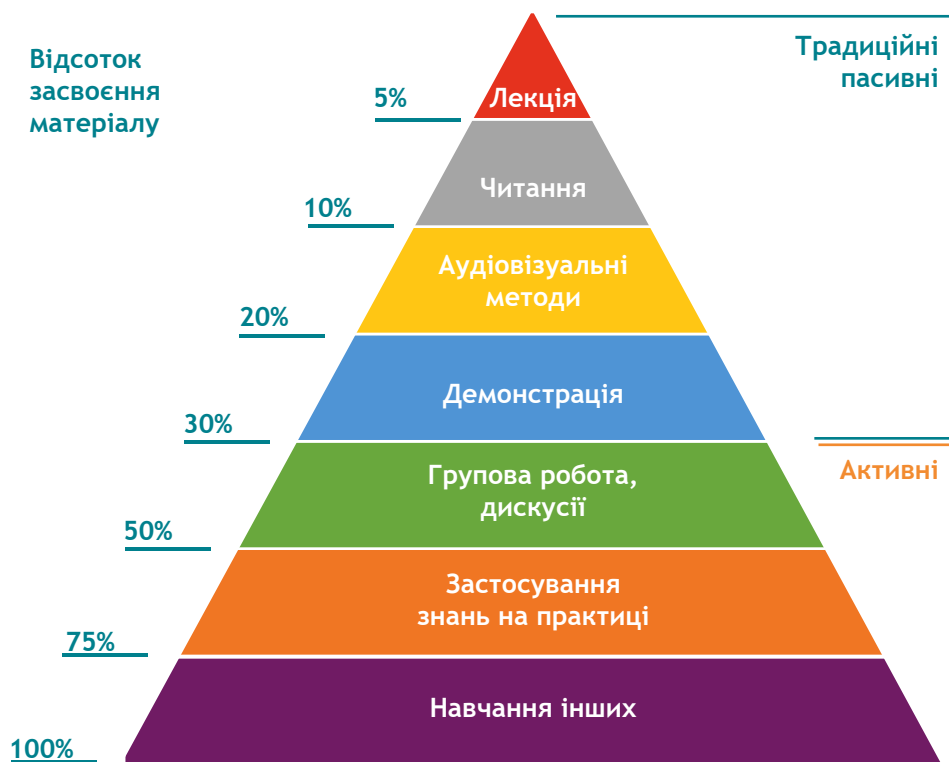 Відсоток
засвоєння
матеріалу
Традиційні
пасивні
5%
Лекція
Читання
10%
Аудіовізуальні
методи
20%
Демонстрація
30%
Активні
Групова робота,
дискусії
50%
Застосування
знань на практиці
75%
Навчання інших
100%